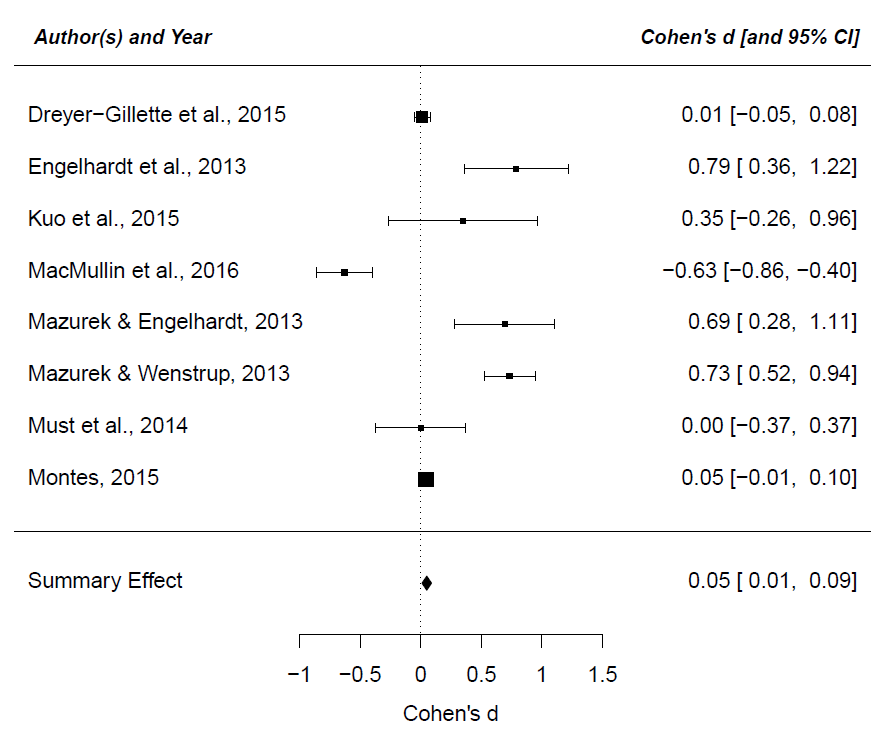 Author(s) and Year Cohen's d [and 95% CI]
Dreyer−Gillette et al., 2015 0.01 [−0.05, 0.08]
Engelhardt et al., 2013 0.79 [ 0.36, 1.22]
Kuo et al., 2015 0.35 [−0.26, 0.96]
MacMullin et al., 2016 −0.63 [−0.86, −0.40]
Mazurek & Engelhardt, 2013 0.69 [ 0.28, 1.11]
Mazurek & Wenstrup, 2013 0.73 [ 0.52, 0.94]
Must et al., 2014 0.00 [−0.37, 0.37]
Montes, 2015 0.05 [−0.01, 0.10]
Summary Effect 0.05 [ 0.01, 0.09]
−1 −0.5 0 0.5 1 1.5
Cohen's d